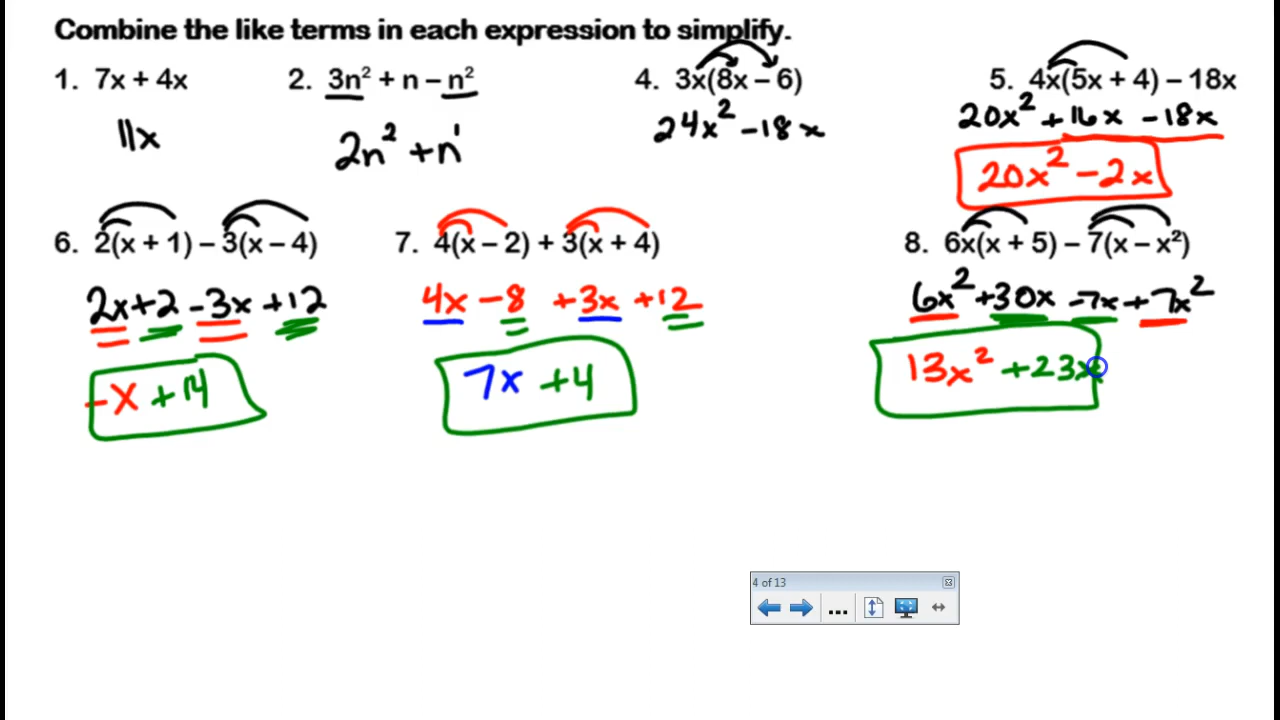 Combine the like terms in each expression to simplify.
1. 7x + 4x
11x
2. 3n² + n – n²
2n² + n¹
4. 3x(8x – 6)
24x² - 18x
5. 4x(5x + 4) – 18x
20x² + 16x - 18x
20x² - 2x
6. 2(x + 1) – 3(x – 4)
2x + 2 - 3x + 12
-x + 14
7. 4(x – 2) + 3(x + 4)
4x - 8 + 3x + 12
7x + 4
8. 6x(x + 5) – 7(x – x²)
6x² + 30x - 7x + 7x²
13x² + 23x
4 of 13